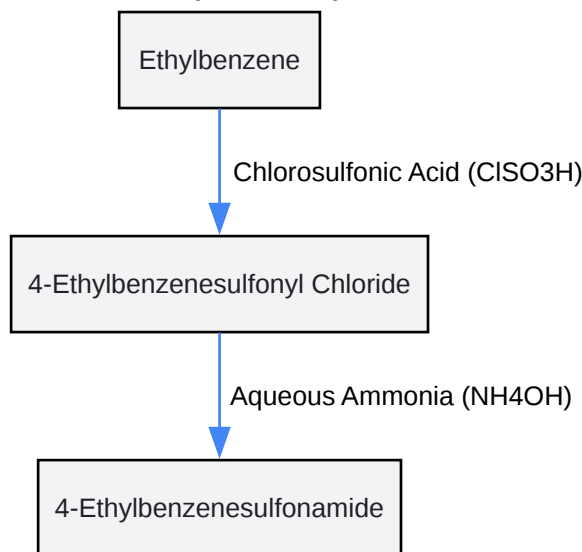 Ethylbenzene
Chlorosulfonic Acid (ClSO3H)
4-Ethylbenzenesulfonyl Chloride
Aqueous Ammonia (NH4OH)
4-Ethylbenzenesulfonamide